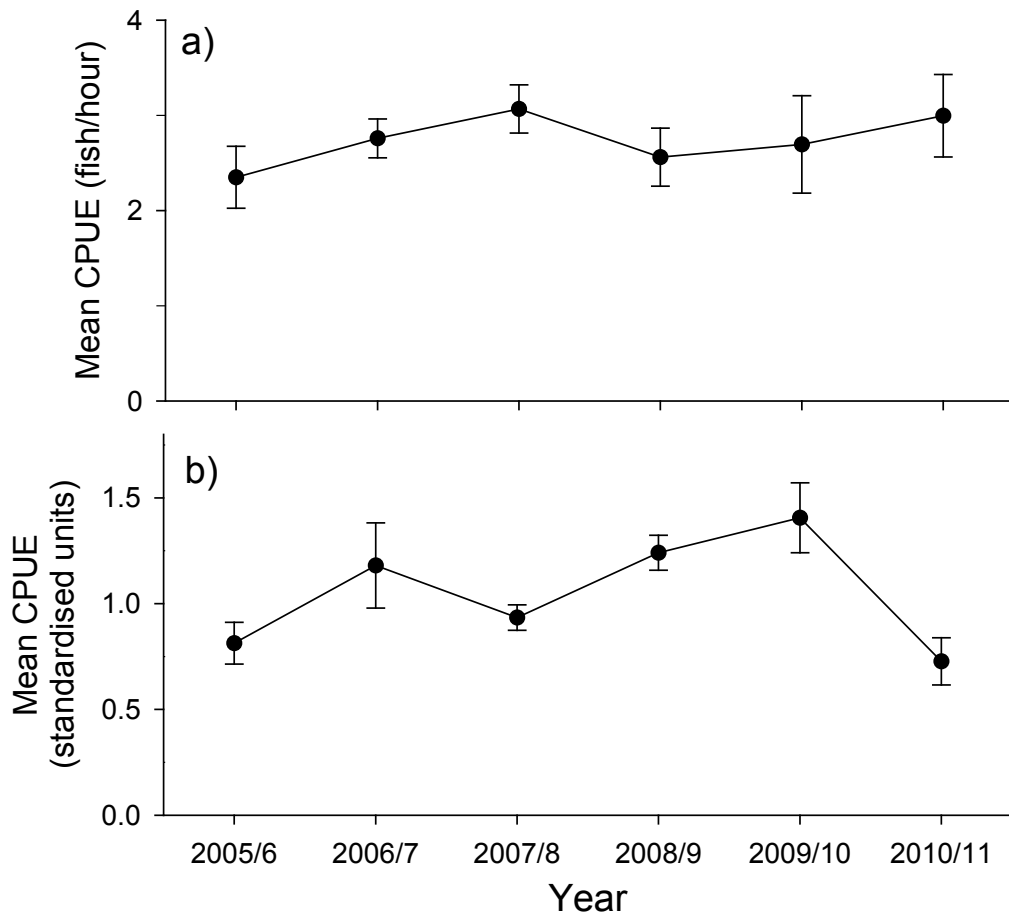 a)
Mean CPUE (fish/hour)
4
2
0
b)
Mean CPUE
(standardised units)
1.5
1.0
0.5
0.0
2005/6 2006/7 2007/8 2008/9 2009/10 2010/11
Year